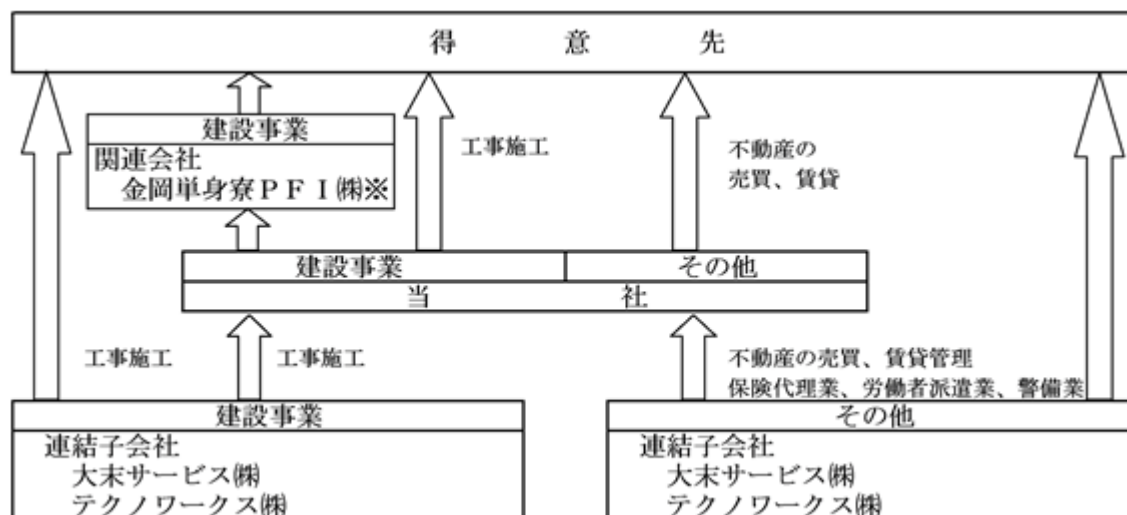 得意先
建設事業
関連会社
金岡単身寮ＰＦＩ㈱※
工事施工
不動産の
売買、賃貸
建設事業
その他
当社
工事施工
工事施工
不動産の売買、賃貸管理
保険代理業、労働者派遣業、警備業
建設事業
連結子会社
大末サービス㈱
テクノワークス㈱
その他
連結子会社
大末サービス㈱
テクノワークス㈱